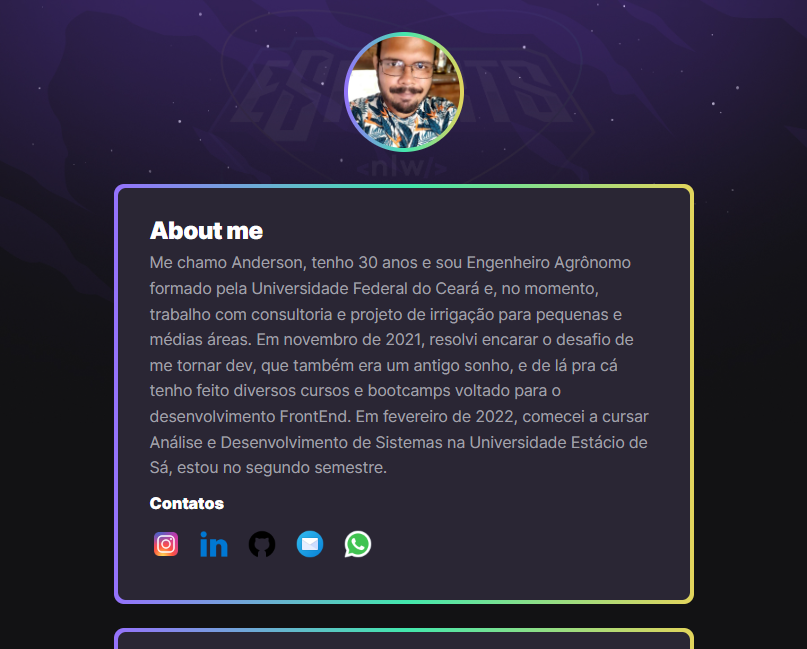 <nlw/>
About me
Me chamo Anderson, tenho 30 anos e sou Engenheiro Agrônomo
formado pela Universidade Federal do Ceará e, no momento,
trabalho com consultoria e projeto de irrigação para pequenas e
médias áreas. Em novembro de 2021, resolvi encarar o desafio de
me tornar dev, que também era um antigo sonho, e de lá pra cá
tenho feito diversos cursos e bootcamps voltado para o
desenvolvimento FrontEnd. Em fevereiro de 2022, comecei a cursar
Análise e Desenvolvimento de Sistemas na Universidade Estácio de
Sá, estou no segundo semestre.
Contatos
in